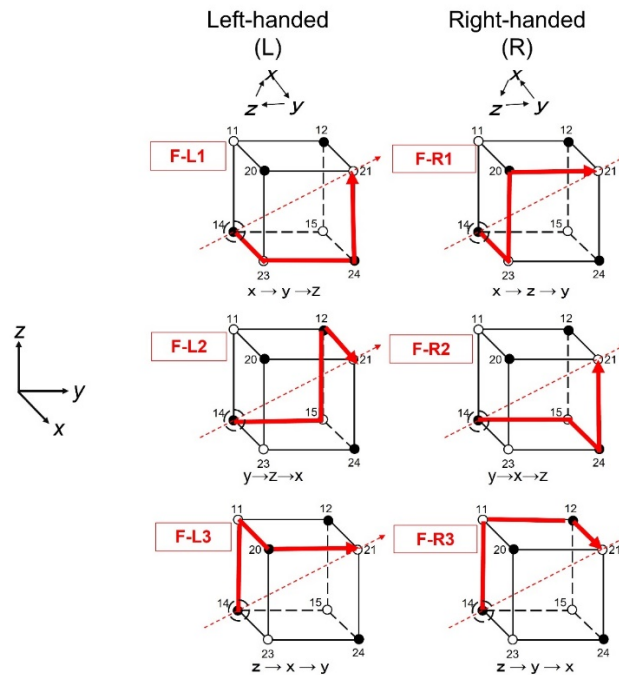 Left-handed
(L)
Right-handed
(R)
x
z
y
x
z
y
F-L1
11
12
20
21
14
15
23
24
x → y → z
F-R1
11
12
20
21
14
15
23
24
x → z → y
z
y
x
F-L2
11
12
20
21
14
15
23
24
y→z→x
F-R2
11
12
20
21
14
15
23
24
y→x→z
F-L3
11
12
20
21
14
15
23
24
z → x → y
F-R3
11
12
20
21
14
15
23
24
z → y → x